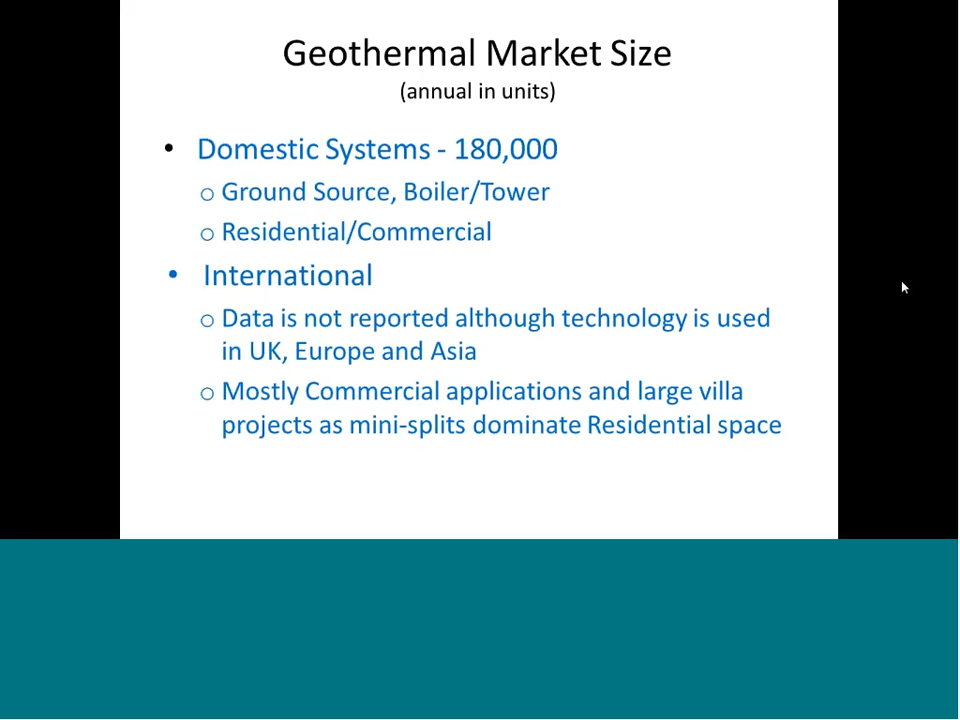 Geothermal Market Size
(annual in units)
• Domestic Systems - 180,000
o Ground Source, Boiler/Tower
o Residential/Commercial
• International
o Data is not reported although technology is used
in UK, Europe and Asia
o Mostly Commercial applications and large villa
projects as mini-splits dominate Residential space